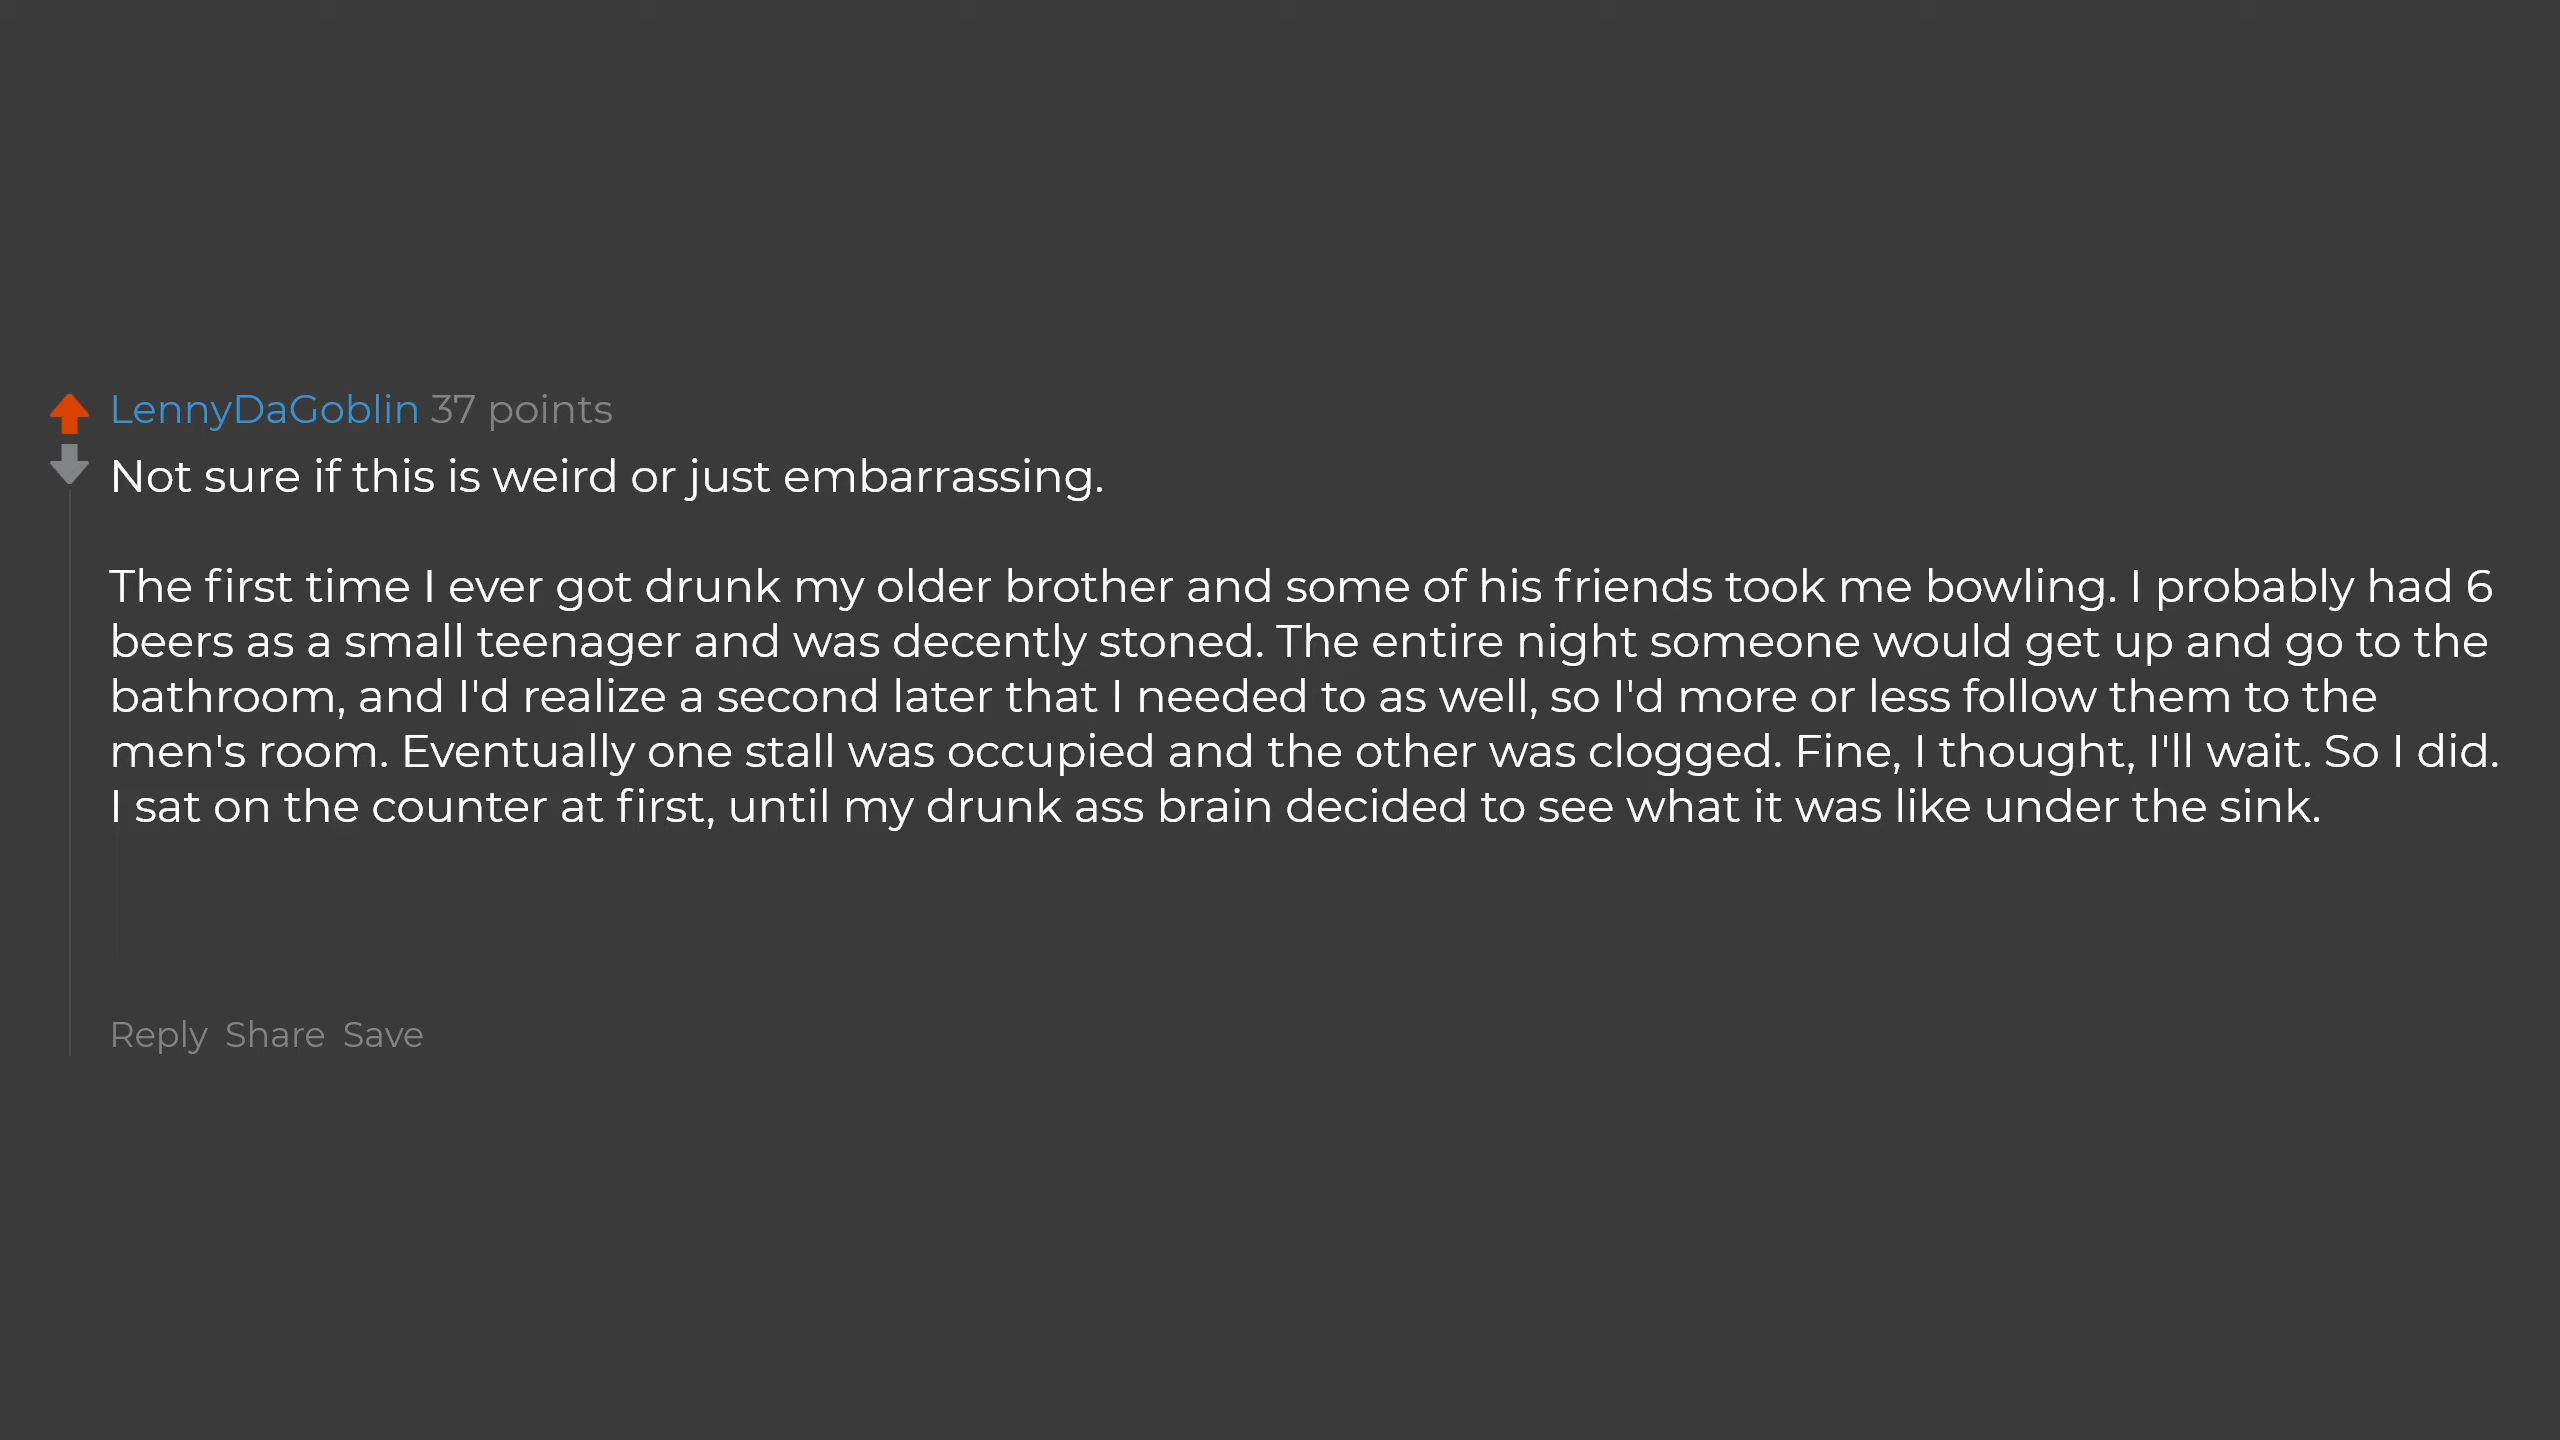 LennyDaGoblin 37 points
Not sure if this is weird or just embarrassing.
The first time I ever got drunk my older brother and some of his friends took me bowling. I probably had 6
beers as a small teenager and was decently stoned. The entire night someone would get up and go to the
bathroom, and I'd realize a second later that I needed to as well, so I'd more or less follow them to the
men's room. Eventually one stall was occupied and the other was clogged. Fine, I thought, I'll wait. So I did.
I sat on the counter at first, until my drunk ass brain decided to see what it was like under the sink.
Reply Share Save